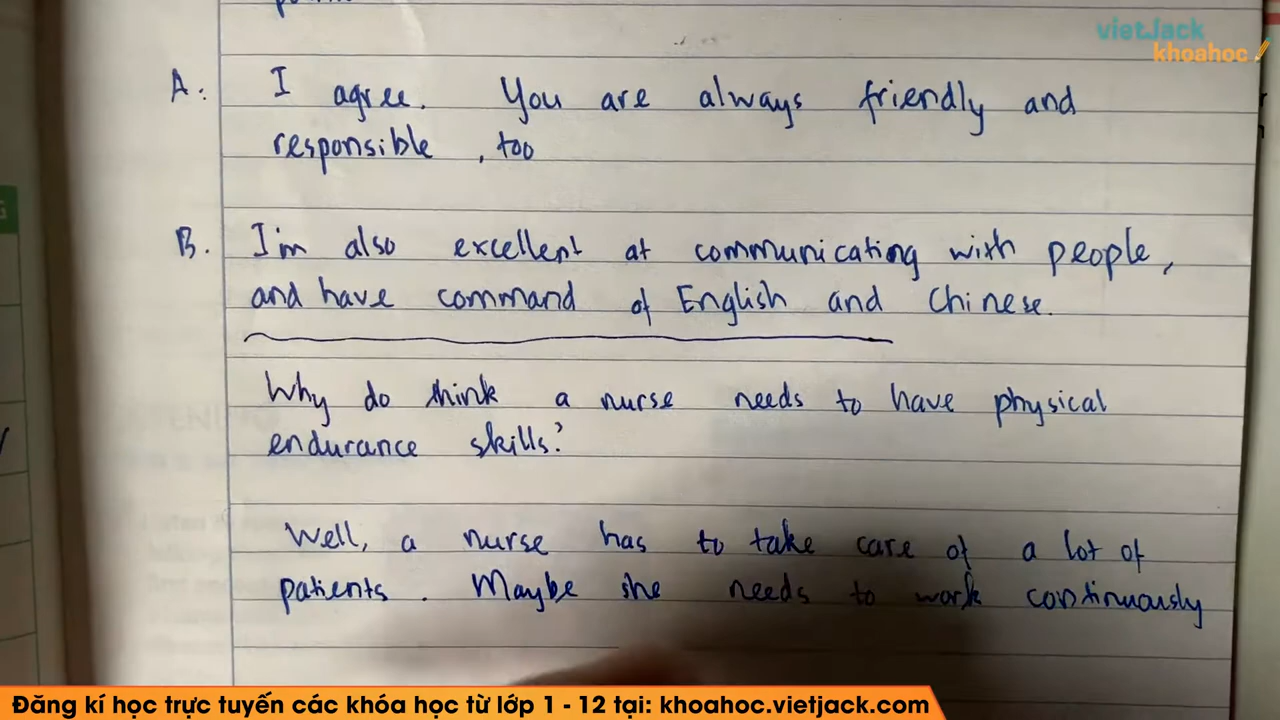 vietJack
khoahoc
A: I agree. You are always friendly and
responsible, too
B. I'm also excellent at communicating with people,
and have command of English and Chinese.
Why do think a nurse needs to have physical
endurance skills?
Well, a nurse has to take care of a lot of
patients. Maybe she needs to work continuously
Đăng kí học trực tuyến các khóa học từ lớp 1 - 12 tại: khoahoc.vietjack.com